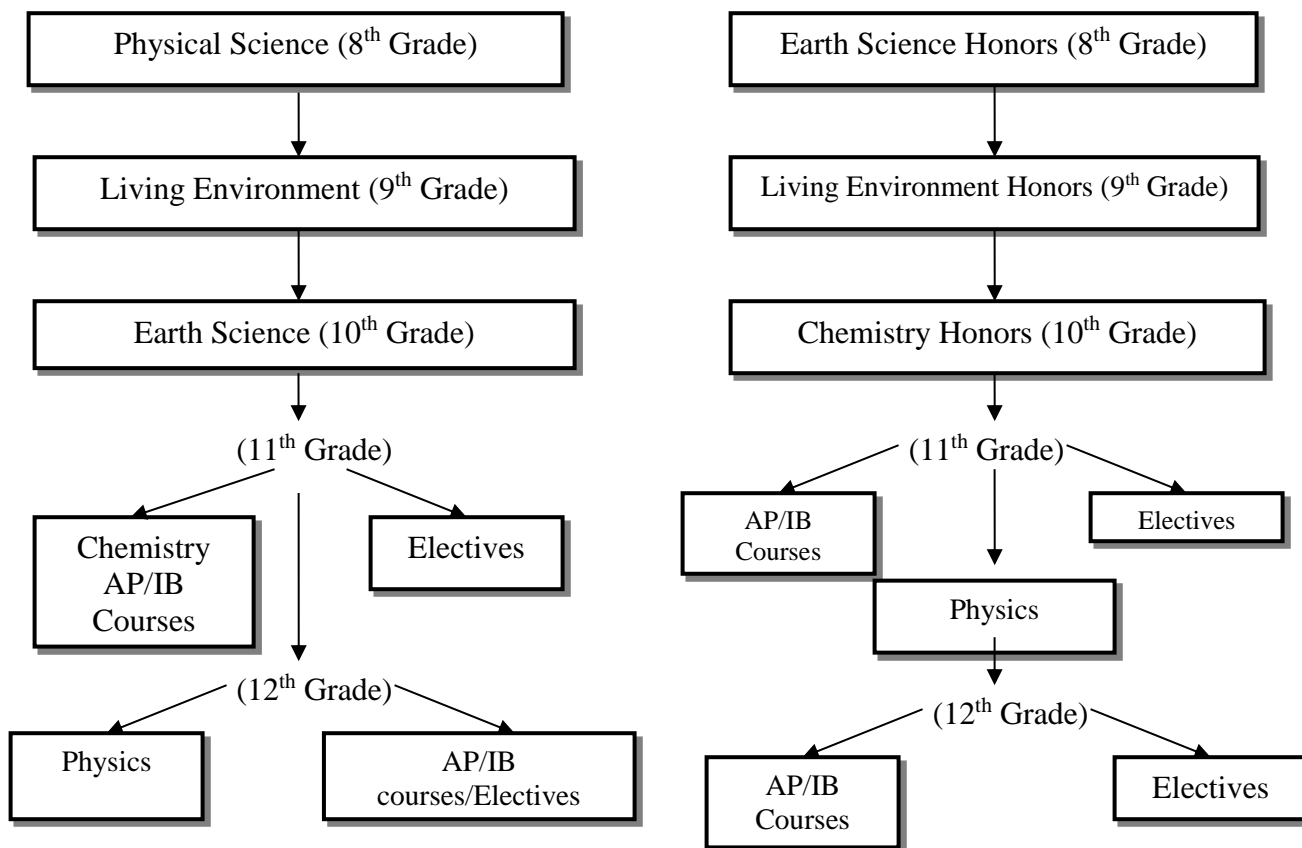 Physical Science (8th Grade)
Living Environment (9th Grade)
Earth Science (10th Grade)
(11th Grade)
Chemistry
AP/IB
Courses
Electives
(12th Grade)
Physics
AP/IB
courses/Electives
Earth Science Honors (8th Grade)
Living Environment Honors (9th Grade)
Chemistry Honors (10th Grade)
(11th Grade)
AP/IB
Courses
Electives
Physics
(12th Grade)
AP/IB
Courses
Electives